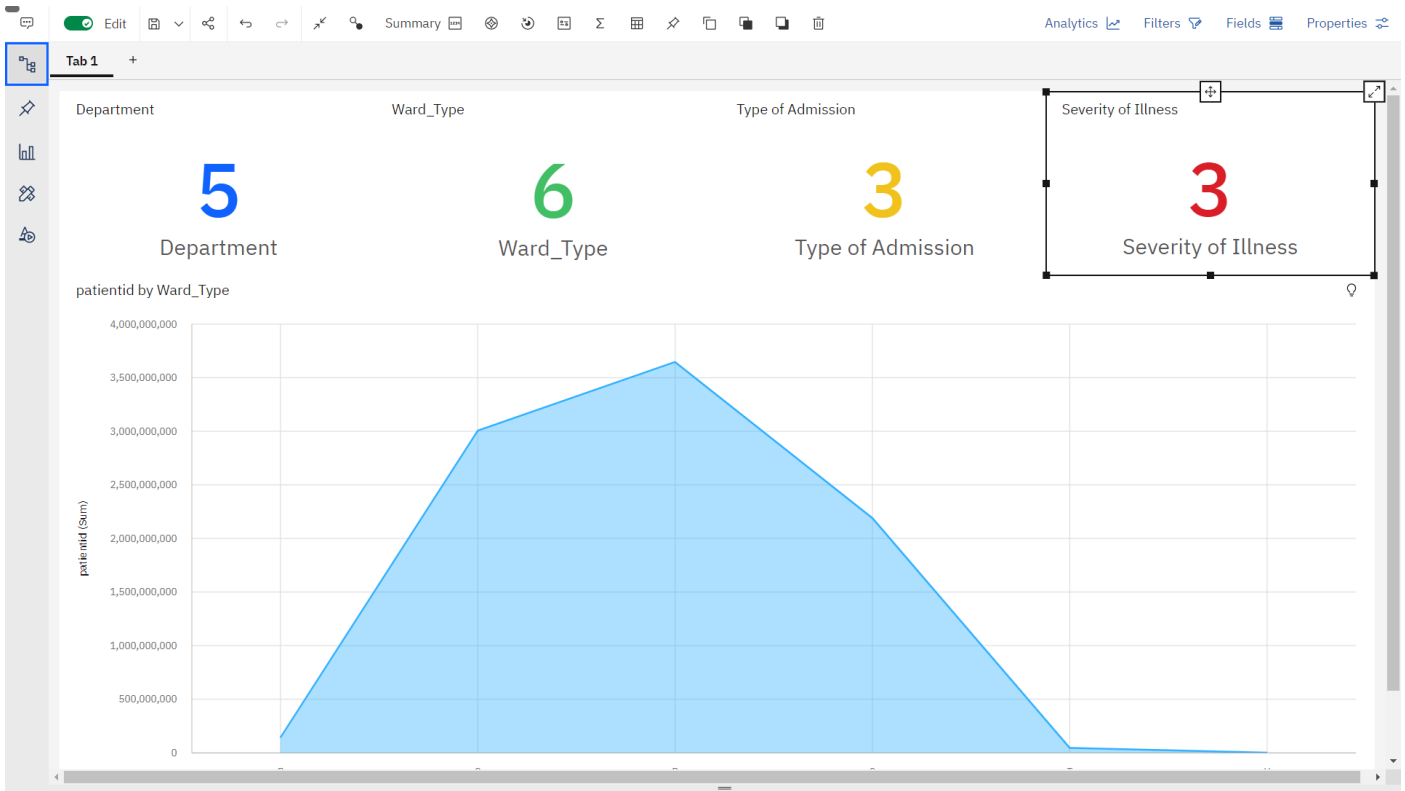 Edit
Summary
Analytics
Filters
Fields
Properties
Tab 1
+
Department
Ward_Type
Type of Admission
Severity of Illness
5
6
3
3
Department
Ward_Type
Type of Admission
Severity of Illness
patientid by Ward_Type
4,000,000,000
3,500,000,000
3,000,000,000
2,500,000,000
2,000,000,000
1,500,000,000
1,000,000,000
500,000,000
0
patientid (Sum)